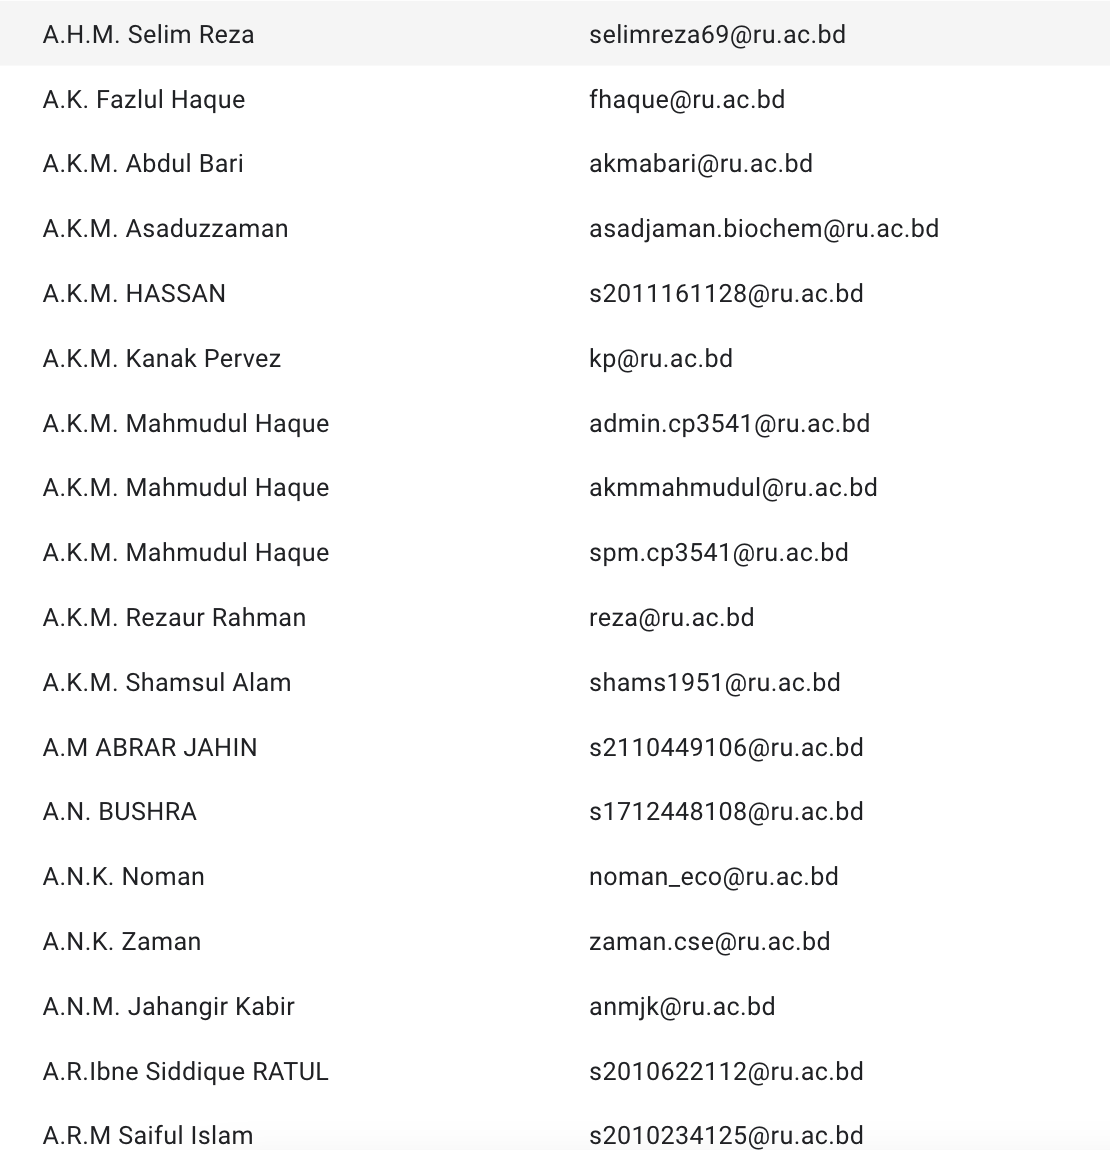 A.H.M. Selim Reza selimreza69@ru.ac.bd
A.K. Fazlul Haque fhaque@ru.ac.bd
A.K.M. Abdul Bari akmabari@ru.ac.bd
A.K.M. Asaduzzaman asadjaman.biochem@ru.ac.bd
A.K.M. HASSAN s2011161128@ru.ac.bd
A.K.M. Kanak Pervez kp@ru.ac.bd
A.K.M. Mahmudul Haque admin.cp3541@ru.ac.bd
A.K.M. Mahmudul Haque akmmahmudul@ru.ac.bd
A.K.M. Mahmudul Haque spm.cp3541@ru.ac.bd
A.K.M. Rezaur Rahman reza@ru.ac.bd
A.K.M. Shamsul Alam shams1951@ru.ac.bd
A.M ABRAR JAHIN s2110449106@ru.ac.bd
A.N. BUSHRA s1712448108@ru.ac.bd
A.N.K. Noman noman_eco@ru.ac.bd
A.N.K. Zaman zaman.cse@ru.ac.bd
A.N.M. Jahangir Kabir anmjk@ru.ac.bd
A.R.Ibne Siddique RATUL s2010622112@ru.ac.bd
A.R.M Saiful Islam s2010234125@ru.ac.bd